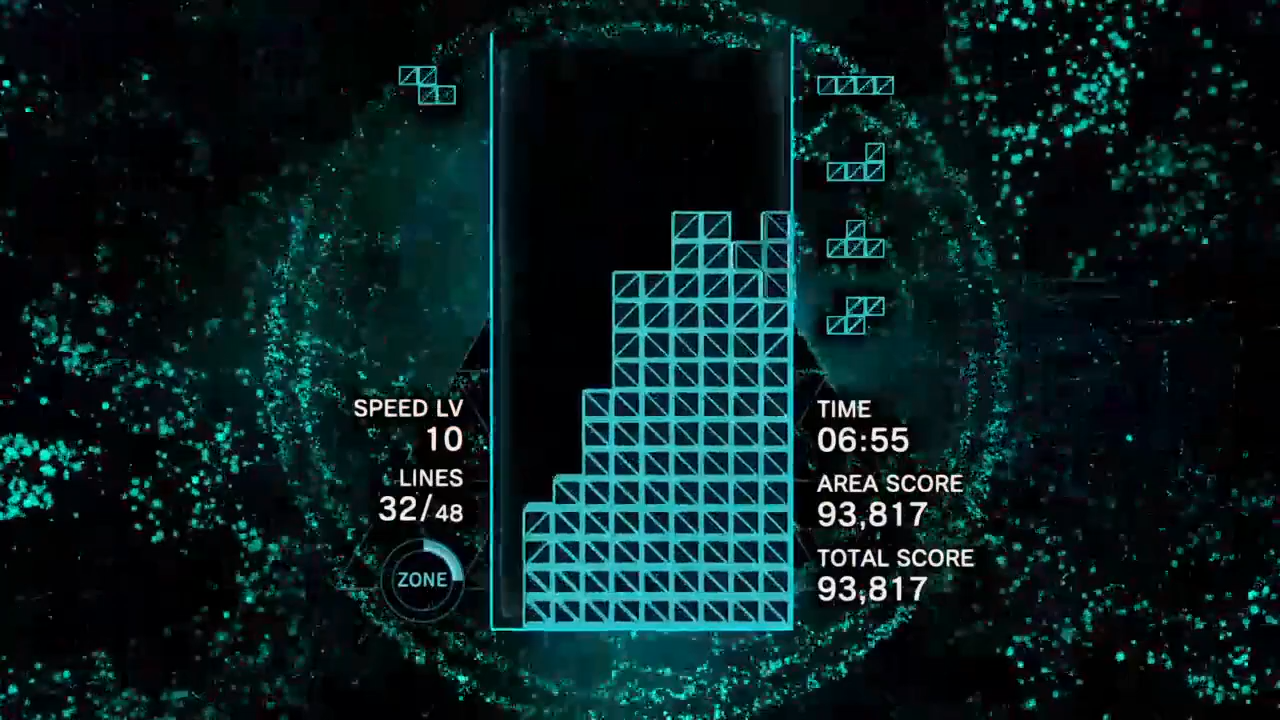 SPEED LV
10
LINES
32/48
ZONE
TIME
06:55
AREA SCORE
93,817
TOTAL SCORE
93,817